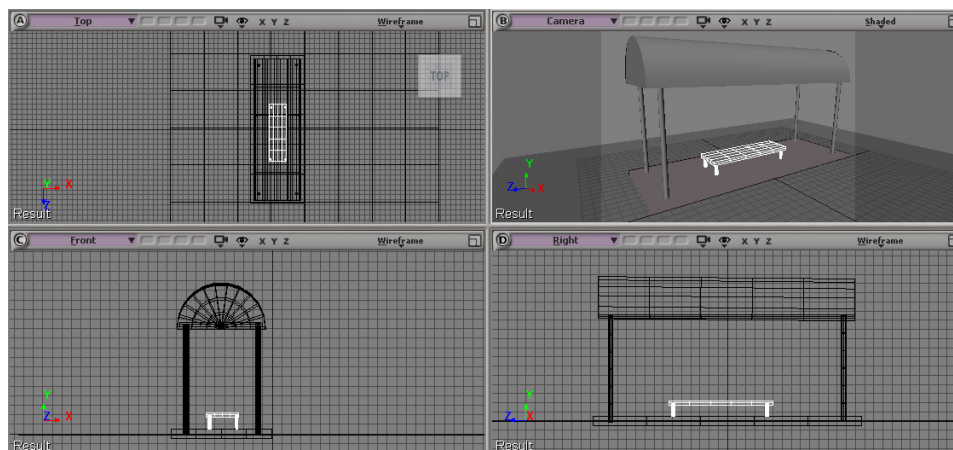 A Top X Y Z Wireframe
TOP
Y X
Z
Result
B Camera X Y Z Shaded
Y
Z X
Result
C Front X Y Z Wireframe
Y
Z X
Result
D Right X Y Z Wireframe
Y
Z X
Result